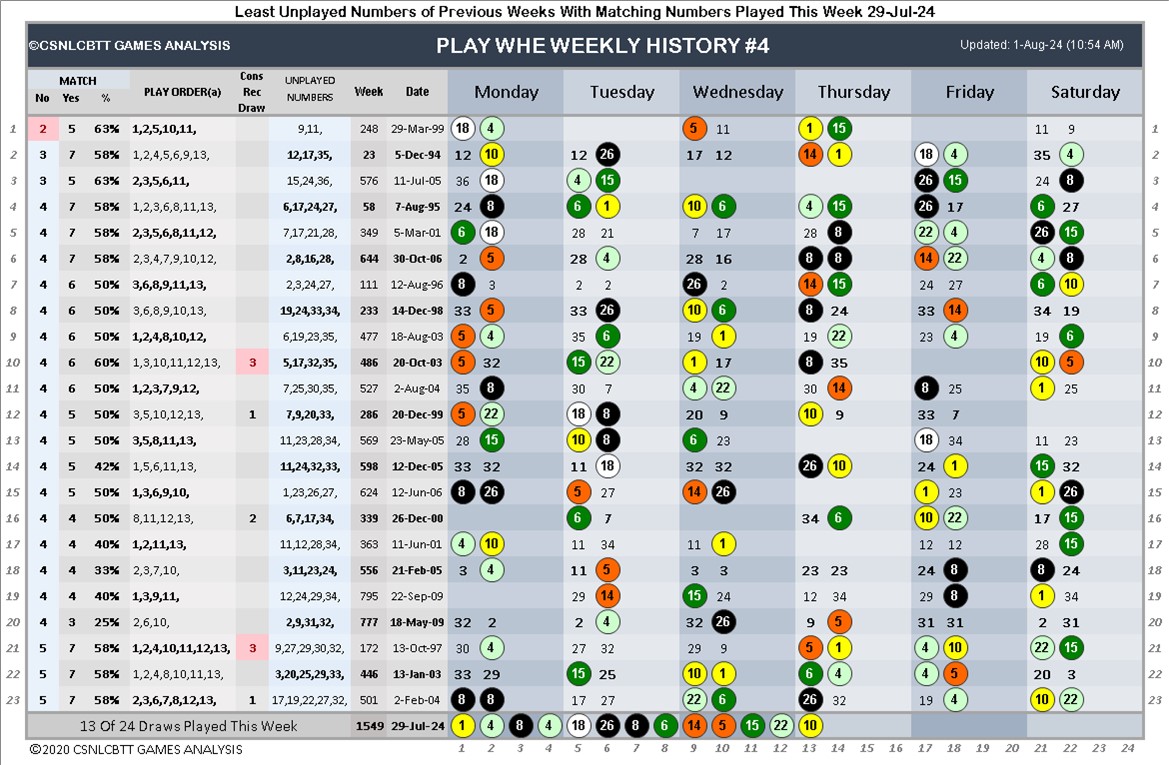 Least Unplayed Numbers of Previous Weeks With Matching Numbers Played This Week 29-Jul-24
©CSNLCBTT GAMES ANALYSIS PLAY WHE WEEKLY HISTORY #4 Updated: 1-Aug-24 (10:54 AM)
MATCH No Yes % PLAY ORDER(a) Cons Rec Draw UNPLAYED NUMBERS Week Date Monday Tuesday Wednesday Thursday Friday Saturday
1 2 5 63% 1,2,5,10,11, 9,11, 248 29-Mar-99 18 4 5 11 1 15 11 9 1
2 3 7 58% 1,2,4,5,6,9,13, 12,17,35, 23 5-Dec-94 12 10 12 26 17 12 14 1 18 4 35 4 2
3 3 5 63% 2,3,5,6,11, 15,24,36, 576 11-Jul-05 36 18 4 15 26 15 24 8 3
4 4 7 58% 1,2,3,6,8,11,13, 6,17,24,27, 58 7-Aug-95 24 8 6 1 10 6 4 15 26 17 6 27 4
5 4 7 58% 2,3,5,6,8,11,12, 7,17,21,28, 349 5-Mar-01 6 18 28 21 7 17 28 8 22 4 26 15 5
6 4 7 58% 2,3,4,7,9,10,12, 2,8,16,28, 644 30-Oct-06 2 5 28 4 28 16 8 8 14 22 4 8 6
7 4 6 50% 3,6,8,9,11,13, 2,3,24,27, 111 12-Aug-96 8 3 2 2 26 2 14 15 24 27 6 10 7
8 4 6 50% 3,6,8,9,10,13, 19,24,33,34, 233 14-Dec-98 33 5 33 26 10 6 8 24 33 14 34 19 8
9 4 6 50% 1,2,4,8,10,12, 6,19,23,35, 477 18-Aug-03 5 4 35 6 19 1 19 22 23 4 19 6 9
10 4 6 60% 1,3,10,11,12,13, 3 5,17,32,35, 486 20-Oct-03 5 32 15 22 1 17 8 35 10 5 10
11 4 6 50% 1,2,3,7,9,12, 7,25,30,35, 527 2-Aug-04 35 8 30 7 4 22 30 14 8 25 1 25 11
12 4 5 50% 3,5,10,12,13, 1 7,9,20,33, 286 20-Dec-99 5 22 18 8 20 9 10 9 33 7 12
13 4 5 50% 3,5,8,11,13, 11,23,28,34, 569 23-May-05 28 15 10 8 6 23 18 34 11 23 13
14 4 5 42% 1,5,6,11,13, 11,24,32,33, 598 12-Dec-05 33 32 11 18 32 32 26 10 24 1 15 32 14
15 4 5 50% 1,3,6,9,10, 1,23,26,27, 624 12-Jun-06 8 26 5 27 14 26 1 23 1 26 15
16 4 4 50% 8,11,12,13, 2 6,7,17,34, 339 26-Dec-00 6 7 34 6 10 22 17 15 16
17 4 4 40% 1,2,11,13, 11,12,28,34, 363 11-Jun-01 4 10 11 34 11 1 12 12 28 15 17
18 4 4 33% 2,3,7,10, 3,11,23,24, 556 21-Feb-05 3 4 11 5 3 3 23 23 24 8 8 24 18
19 4 4 40% 1,3,9,11, 12,24,29,34, 795 22-Sep-09 29 14 15 24 12 34 29 8 1 34 19
20 4 3 25% 2,6,10, 2,9,31,32, 777 18-May-09 32 2 2 4 32 26 9 5 31 31 2 31 20
21 5 7 58% 1,2,4,10,11,12,13, 3 9,27,29,30,32, 172 13-Oct-97 30 4 27 32 29 9 5 1 4 10 22 15 21
22 5 7 58% 1,2,4,8,10,11,13, 3,20,25,29,33, 446 13-Jan-03 33 29 15 25 10 1 6 4 4 5 20 3 22
23 5 7 58% 2,3,6,7,8,12,13, 1 17,19,22,27,32, 501 2-Feb-04 8 8 17 27 22 6 26 32 19 4 10 22 23
13 Of 24 Draws Played This Week 1549 29-Jul-24 1 4 8 4 18 26 8 6 14 5 15 22 10
©2020 CSNLCBTT GAMES ANALYSIS 1 2 3 4 5 6 7 8 9 10 11 12 13 14 15 16 17 18 19 20 21 22 23 24